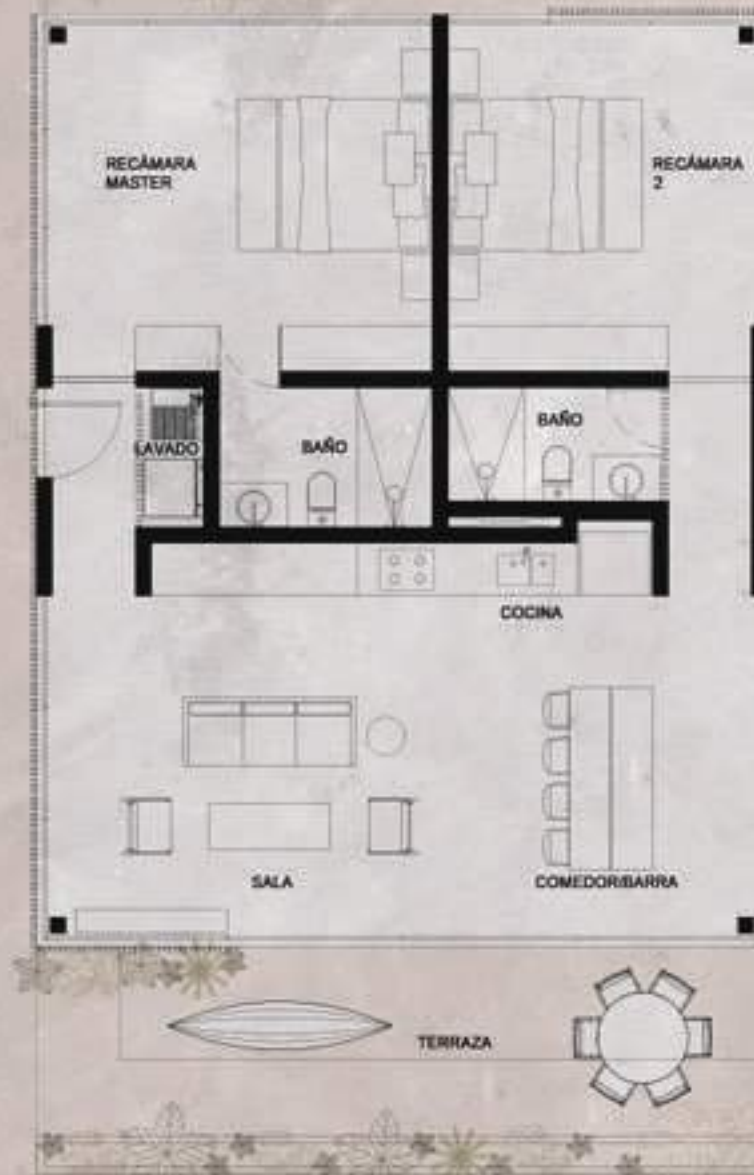 RECÁMARA
MASTER
RECÁMARA
2
LAVADO
BAÑO
BAÑO
COCINA
SALA
COMEDOR/BARRA
TERRAZA